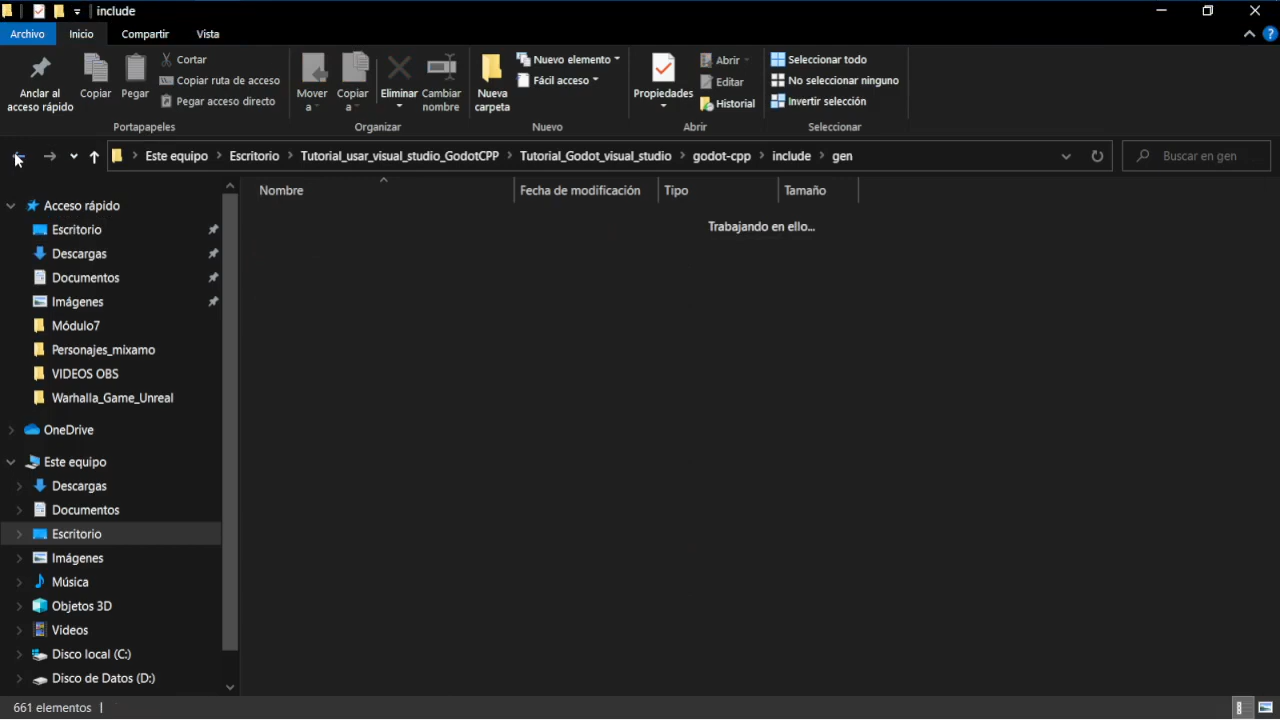 include
Archivo Inicio Compartir Vista
Anclar al acceso rápido
Copiar
Pegar
Cortar
Copiar ruta de acceso
Pegar acceso directo
Portapapeles
Mover a
Copiar a
Eliminar
Cambiar nombre
Organizar
Nueva carpeta
Nuevo elemento
Fácil acceso
Nuevo
Propiedades
Abrir
Editar
Historial
Abrir
Seleccionar todo
No seleccionar ninguno
Invertir selección
Seleccionar
Este equipo > Escritorio > Tutorial_usar_visual_studio_GodotCPP > Tutorial_Godot_visual_studio > godot-cpp > include > gen
Buscar en gen
Nombre Fecha de modificación Tipo Tamaño
Trabajando en ello...
Acceso rápido
Escritorio
Descargas
Documentos
Imágenes
Módulo7
Personajes_mixamo
VIDEOS OBS
Warhalla_Game_Unreal
OneDrive
Este equipo
Descargas
Documentos
Escritorio
Imágenes
Música
Objetos 3D
Videos
Disco local (C:)
Disco de Datos (D:)
661 elementos